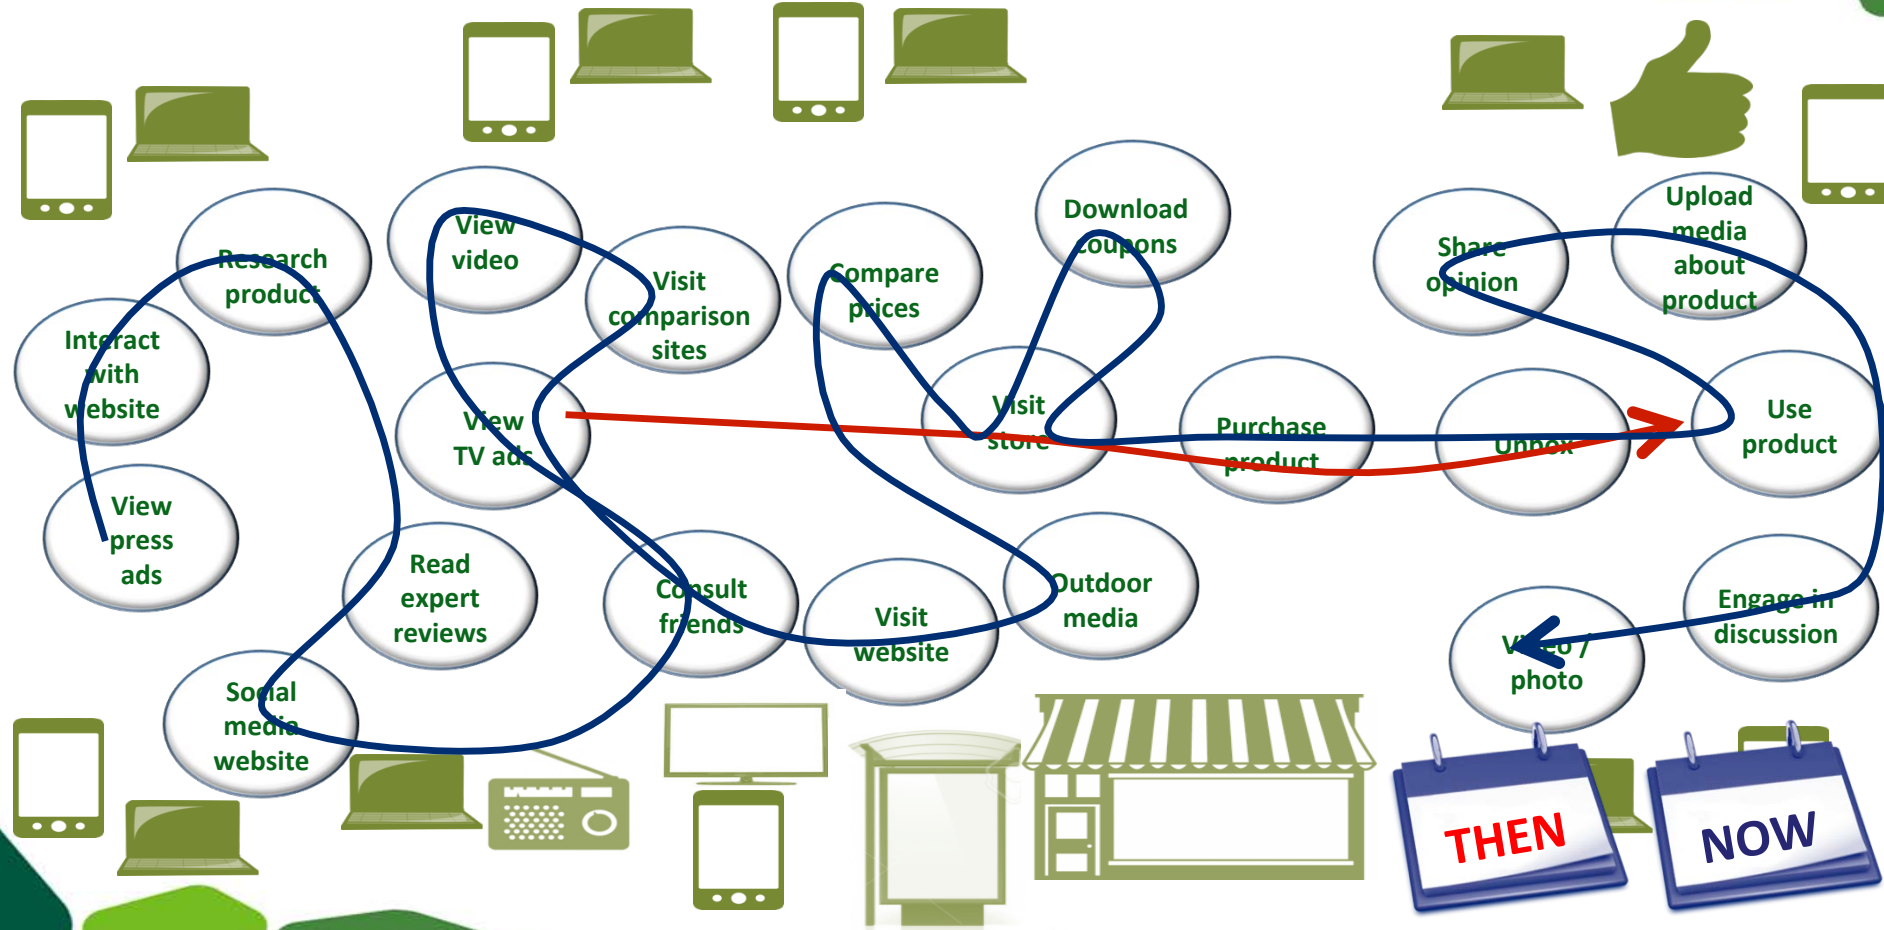 View
press
ads
Interact
with
website
Research
product
Social
media
website
Read
expert
reviews
View
TV ads
View
video
Visit
comparison
sites
Consult
friends
Visit
website
Outdoor
media
Compare
prices
Visit
store
Download
coupons
Purchase
product
Unbox
Use
product
Share
opinion
Upload
media
about
product
Engage in
discussion
Video /
photo
THEN
NOW